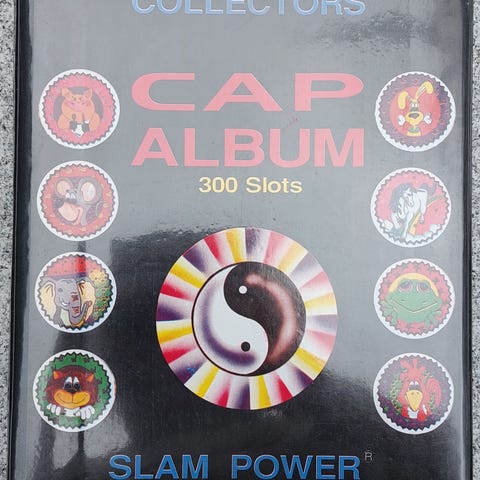 COLLECTORS
CAP
ALBUM
300 Slots
SLAM POWER®